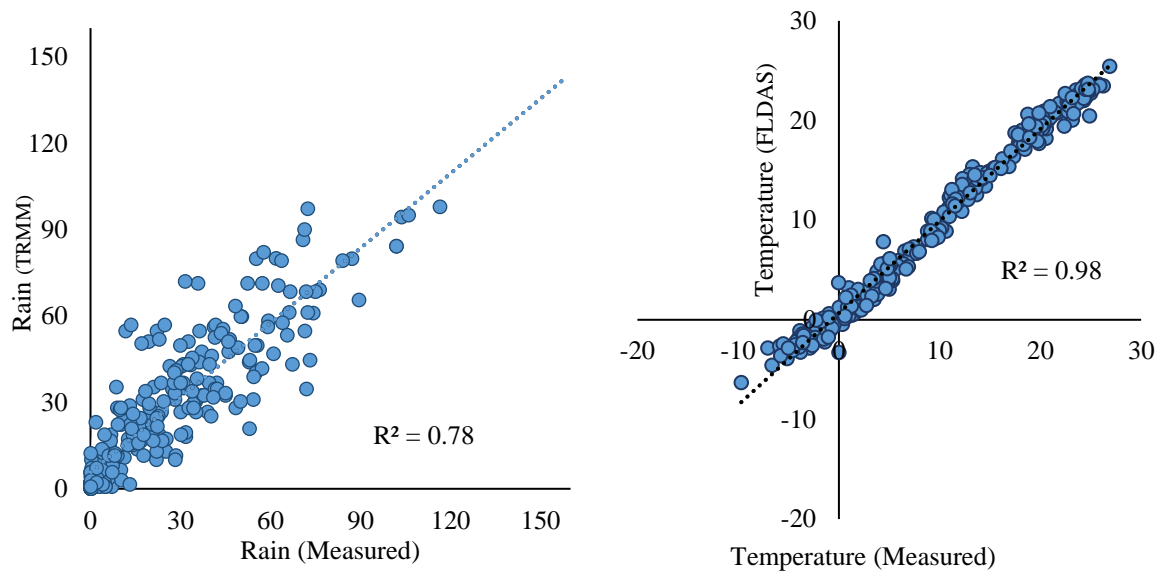 150
120
90
60
30
0
Rain (TRMM)
R² = 0.78
0 30 60 90 120 150
Rain (Measured)
30
20
10
0
-10
-20
Temperature (FLDAS)
R² = 0.98
-20 -10 0 10 20 30
Temperature (Measured)